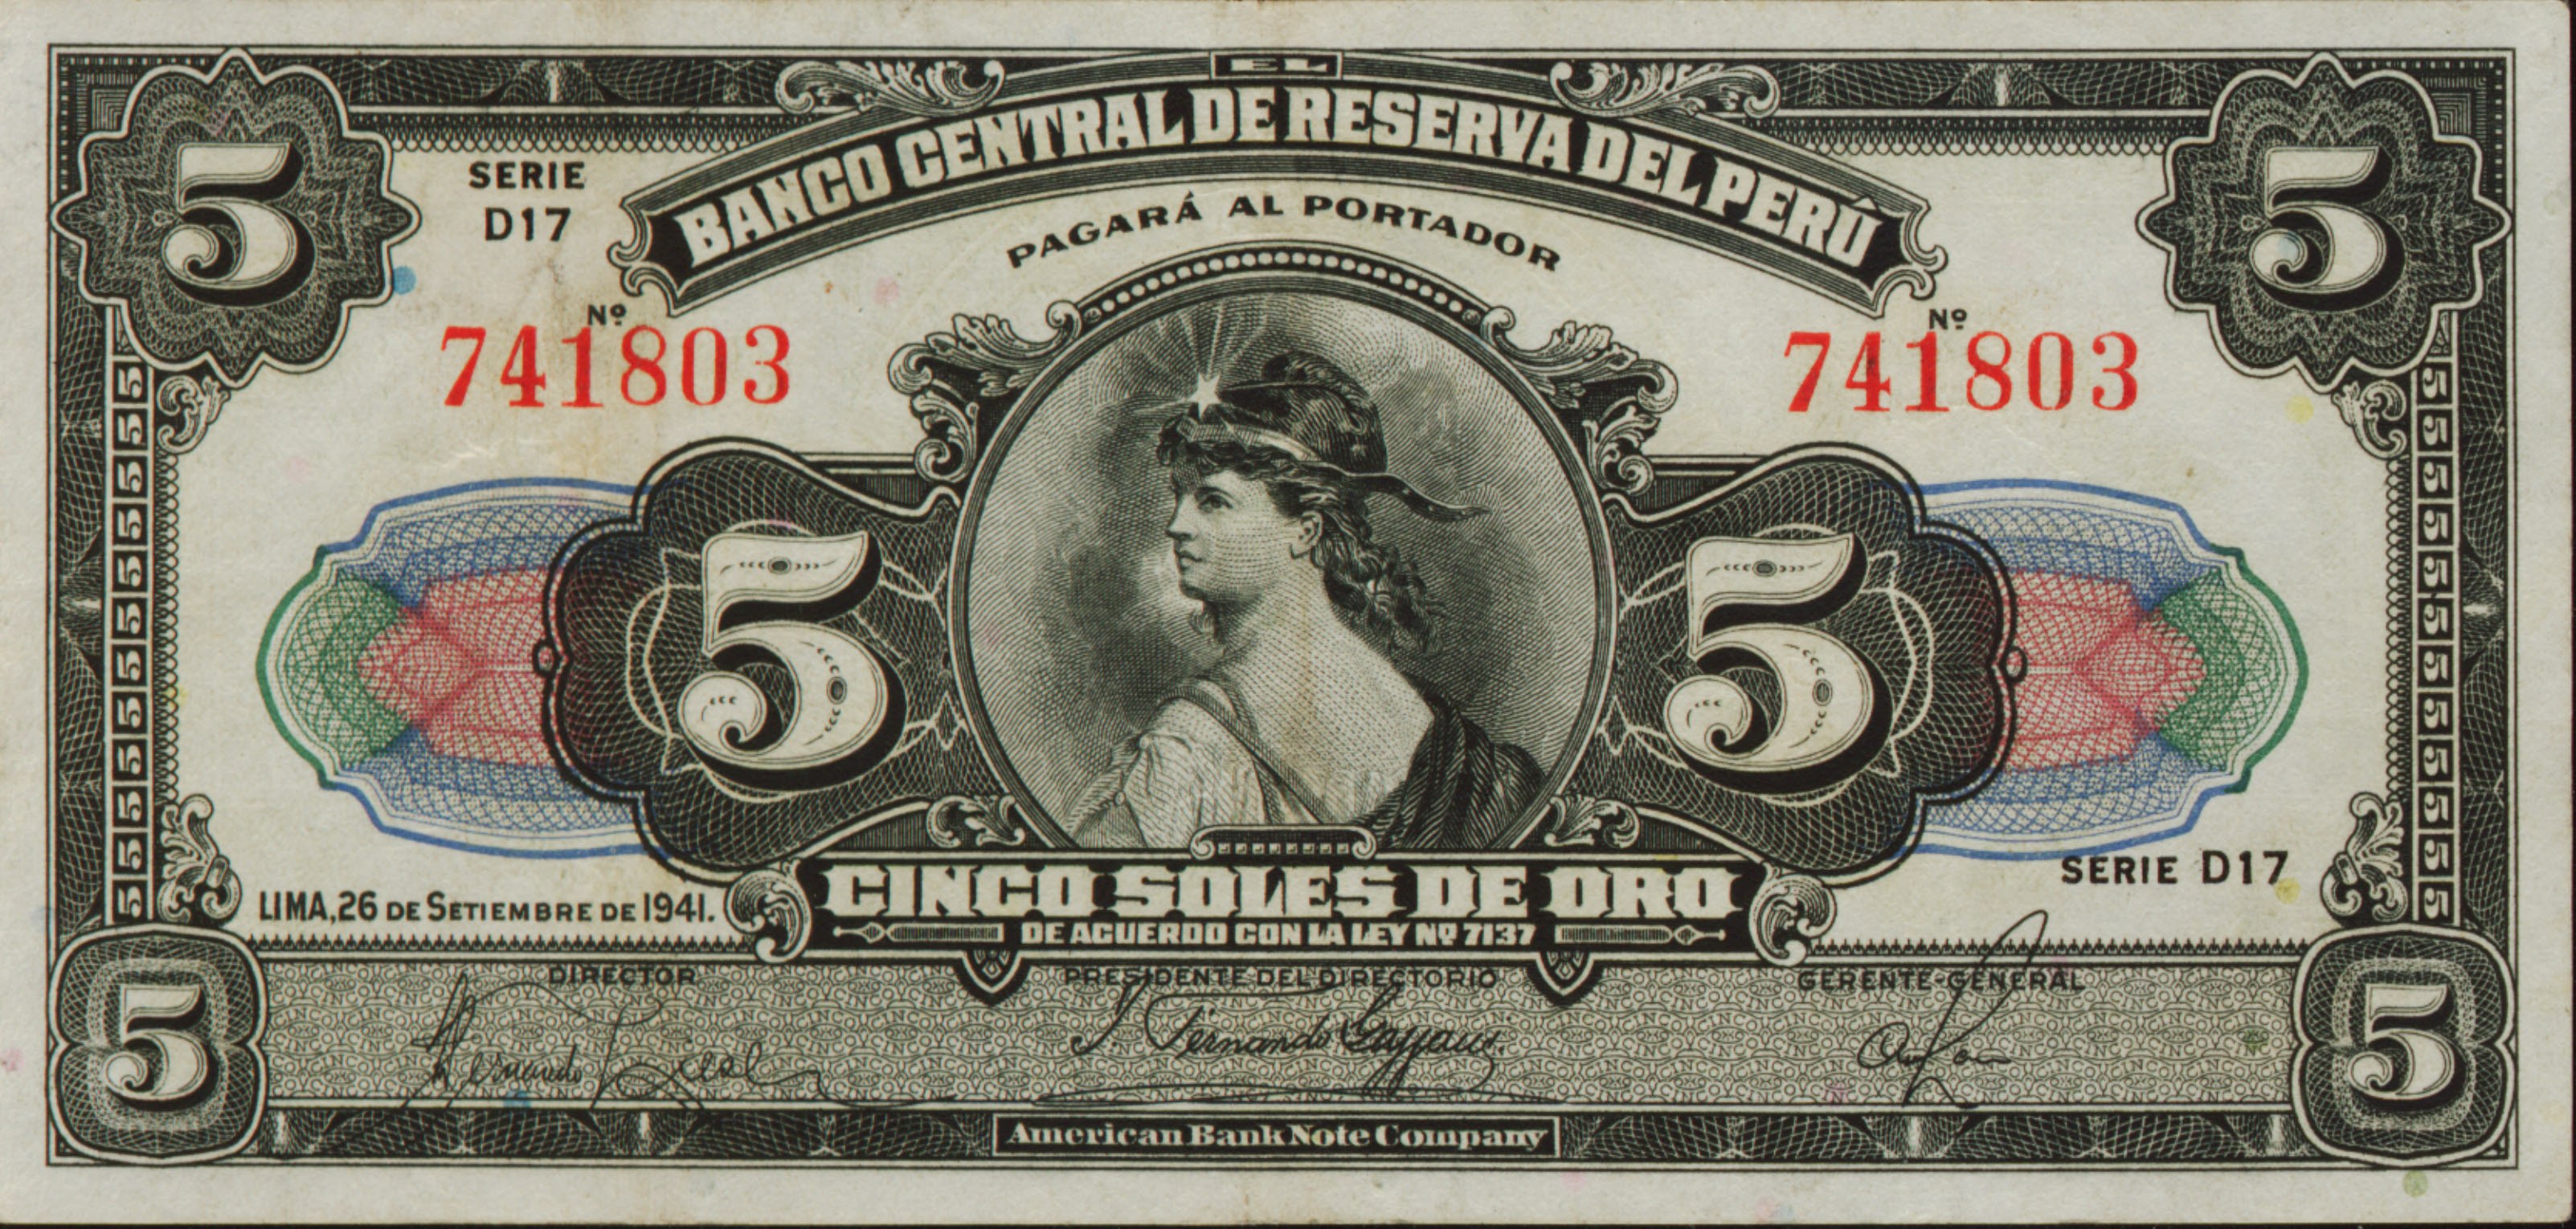 EL
BANCO CENTRAL DE RESERVA DEL PERÚ
PAGARÁ AL PORTADOR
5
5
SERIE
D17
Nº
741803
Nº
741803
5
5
SERIE D17
LIMA, 26 DE SETIEMBRE DE 1941.
CINCO SOLES DE ORO
DE ACUERDO CON LA LEY Nº 7137
DIRECTOR
PRESIDENTE DEL DIRECTORIO
GERENTE-GENERAL
5
5
Fernando
American Bank Note Company